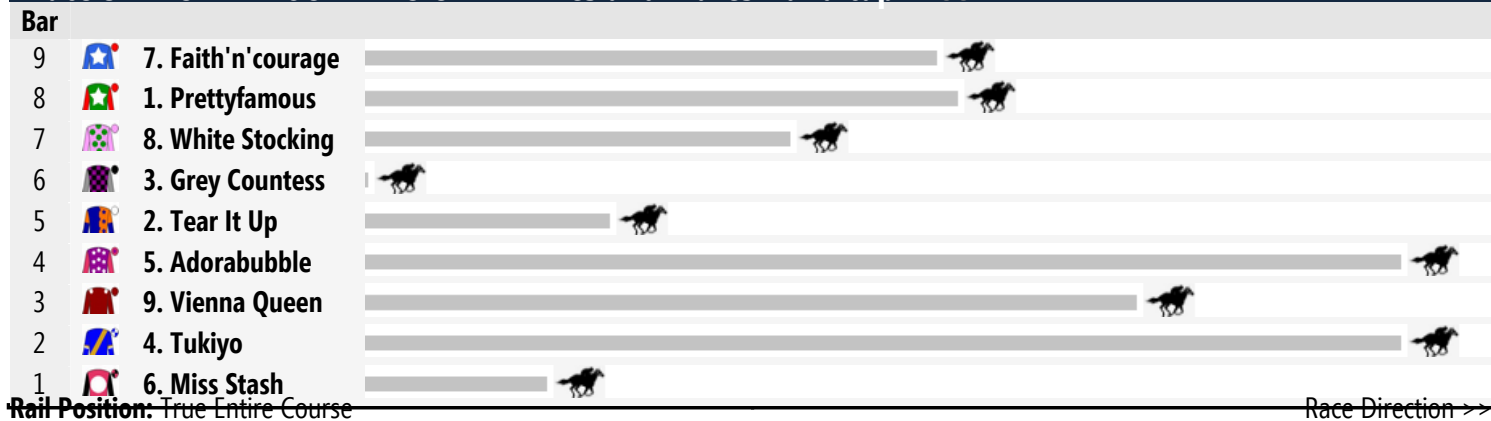 Bar
9 7. Faith'n'courage
8 1. Prettyfamous
7 8. White Stocking
6 3. Grey Countess
5 2. Tear It Up
4 5. Adorabubble
3 9. Vienna Queen
2 4. Tukiyo
1 6. Miss Stash
Rail Position: True Entire Course Race Direction >>